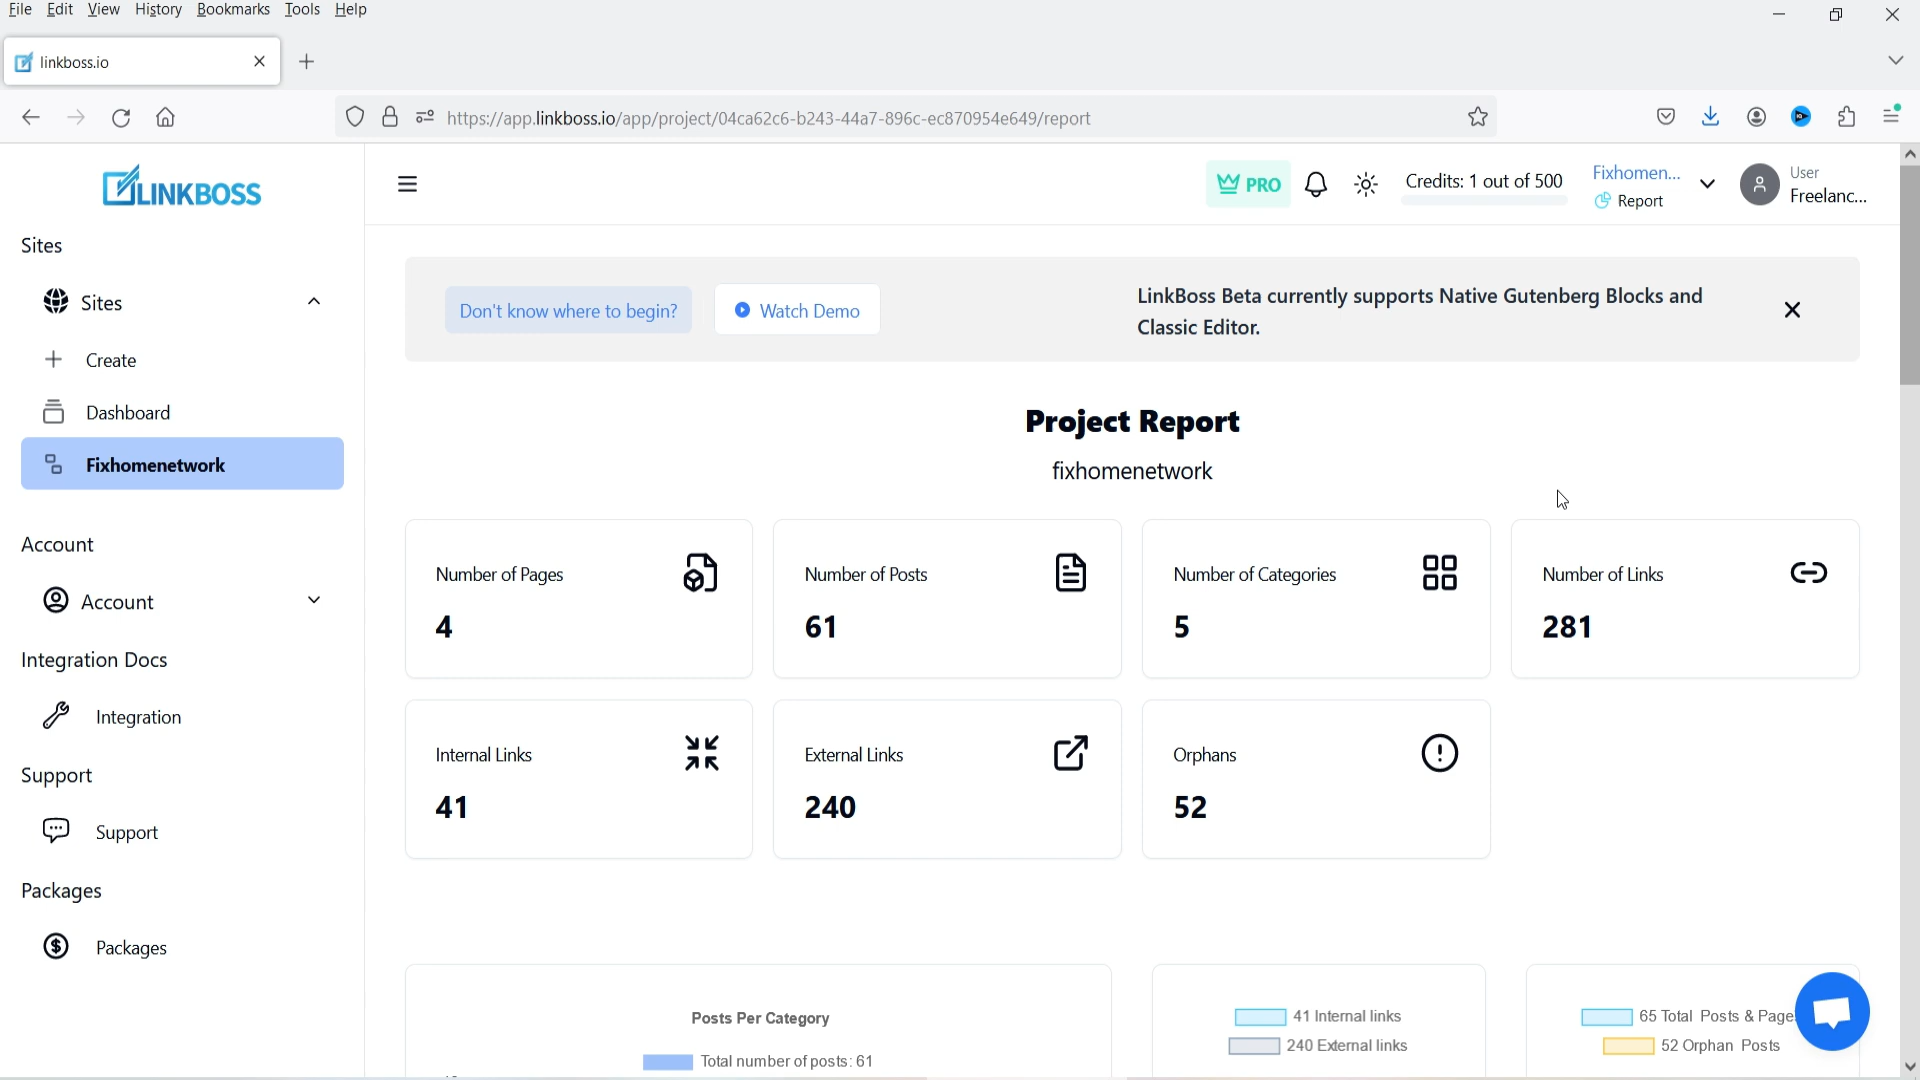 File Edit View History Bookmarks Tools Help
linkboss.io
https://app.linkboss.io/app/project/04ca62c6-b243-44a7-896c-ec870954e649/report
LINKBOSS
PRO
Credits: 1 out of 500
Fixhomen...
Report
User
Freelanc...
Sites
Sites
Create
Dashboard
Fixhomenetwork
Account
Account
Integration Docs
Integration
Support
Support
Packages
Packages
Don't know where to begin?
Watch Demo
LinkBoss Beta currently supports Native Gutenberg Blocks and
Classic Editor.
Project Report
fixhomenetwork
Number of Pages
4
Number of Posts
61
Number of Categories
5
Number of Links
281
Internal Links
41
External Links
240
Orphans
52
Posts Per Category
Total number of posts: 61
41 Internal links
240 External links
65 Total Posts & Page
52 Orphan Posts